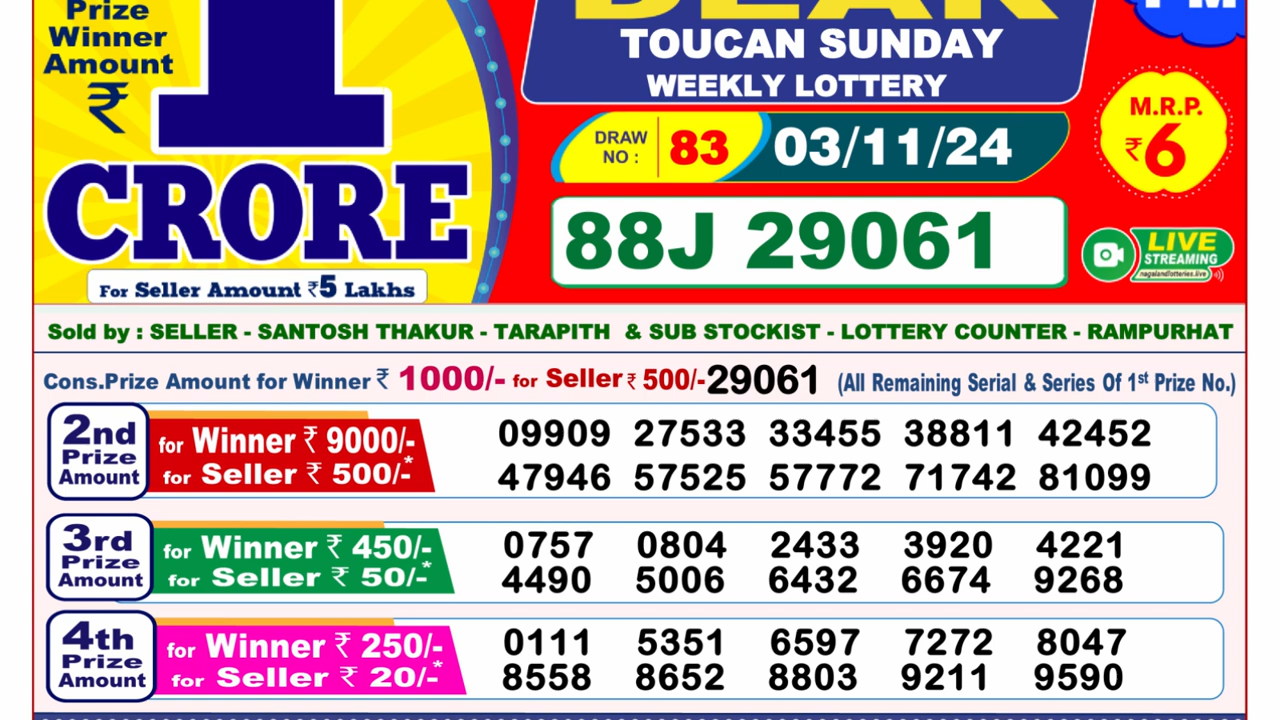 Prize
Winner
Amount
₹
1
CRORE
For Seller Amount ₹5 Lakhs
DEAR
TOUCAN SUNDAY
WEEKLY LOTTERY
DRAW NO : 83 03/11/24
PM
M.R.P.
₹6
88J 29061
LIVE
STREAMING
nagalandlotteries.live
Sold by : SELLER - SANTOSH THAKUR - TARAPITH & SUB STOCKIST - LOTTERY COUNTER - RAMPURHAT
Cons.Prize Amount for Winner ₹ 1000/- for Seller ₹ 500/- 29061 (All Remaining Serial & Series Of 1st Prize No.)
2nd
Prize
Amount
for Winner ₹ 9000/-
for Seller ₹ 500/-*
09909 27533 33455 38811 42452
47946 57525 57772 71742 81099
3rd
Prize
Amount
for Winner ₹ 450/-
for Seller ₹ 50/-*
0757 0804 2433 3920 4221
4490 5006 6432 6674 9268
4th
Prize
Amount
for Winner ₹ 250/-
for Seller ₹ 20/-*
0111 5351 6597 7272 8047
8558 8652 8803 9211 9590